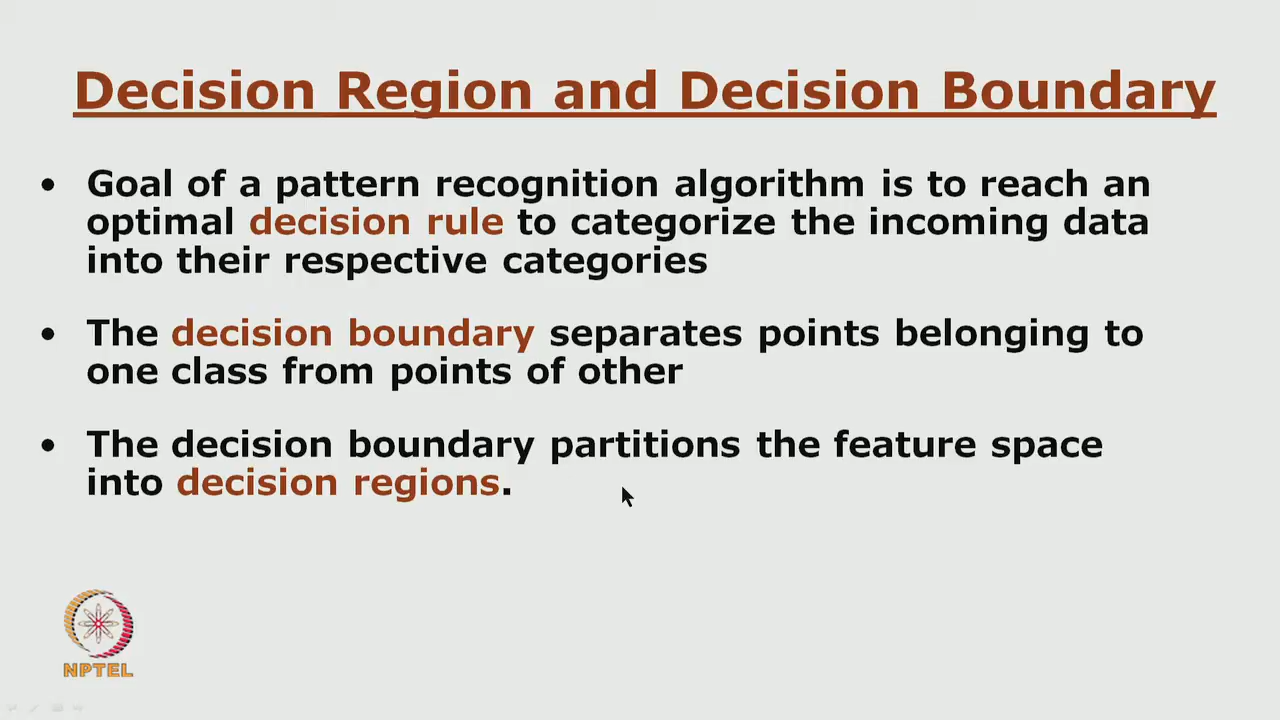 Decision Region and Decision Boundary
• Goal of a pattern recognition algorithm is to reach an
optimal decision rule to categorize the incoming data
into their respective categories
• The decision boundary separates points belonging to
one class from points of other
• The decision boundary partitions the feature space
into decision regions.
NPTEL